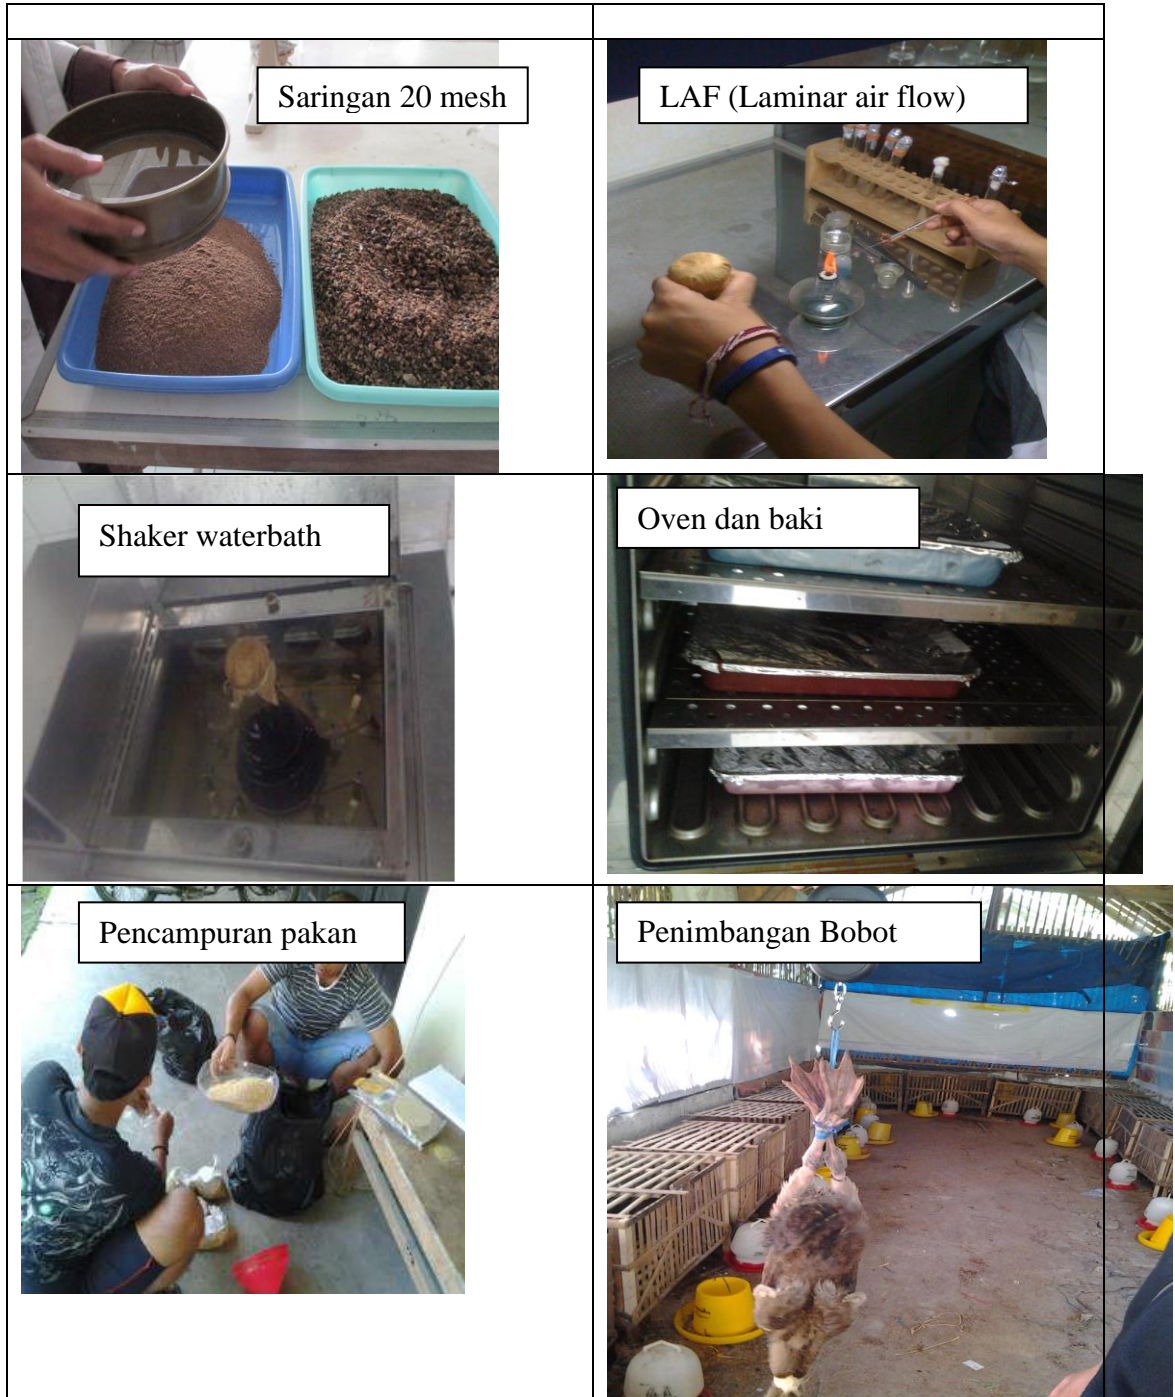 Saringan 20 mesh
LAF (Laminar air flow)
Shaker waterbath
Oven dan baki
Pencampuran pakan
Penimbangan Bobot